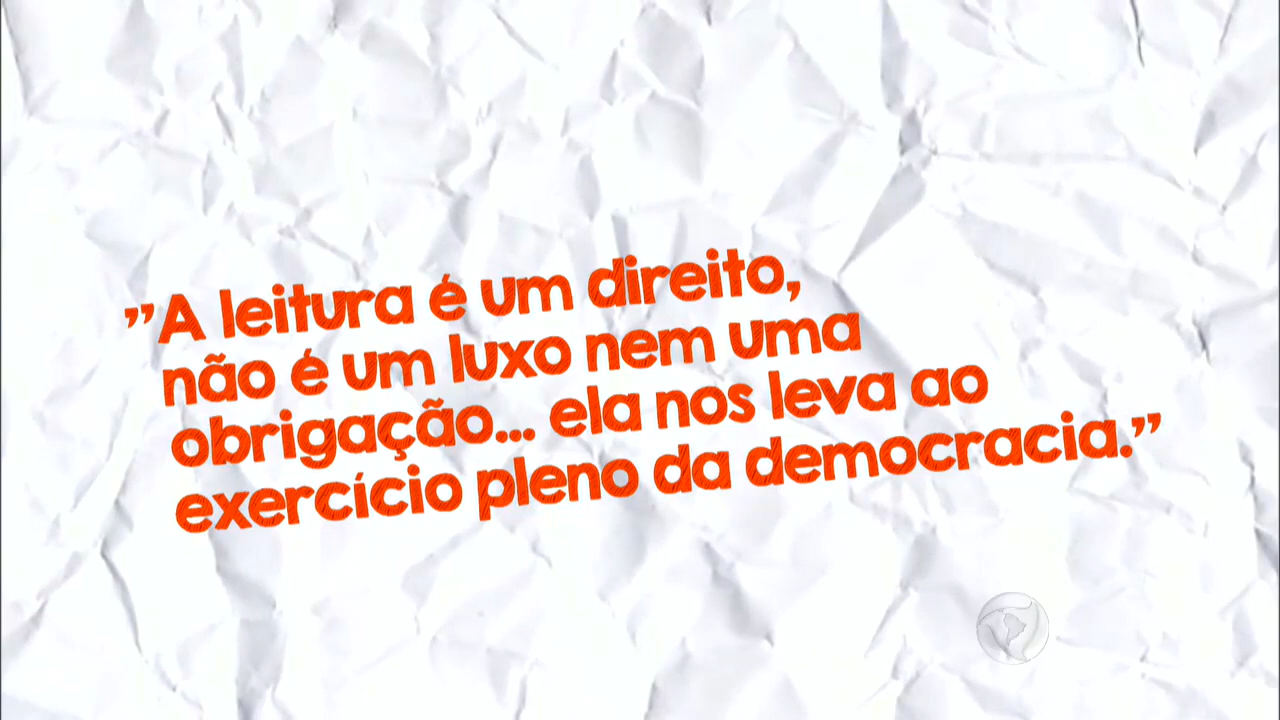 ”A leitura é um direito,
não é um luxo nem uma
obrigação... ela nos leva ao
exercício pleno da democracia.”